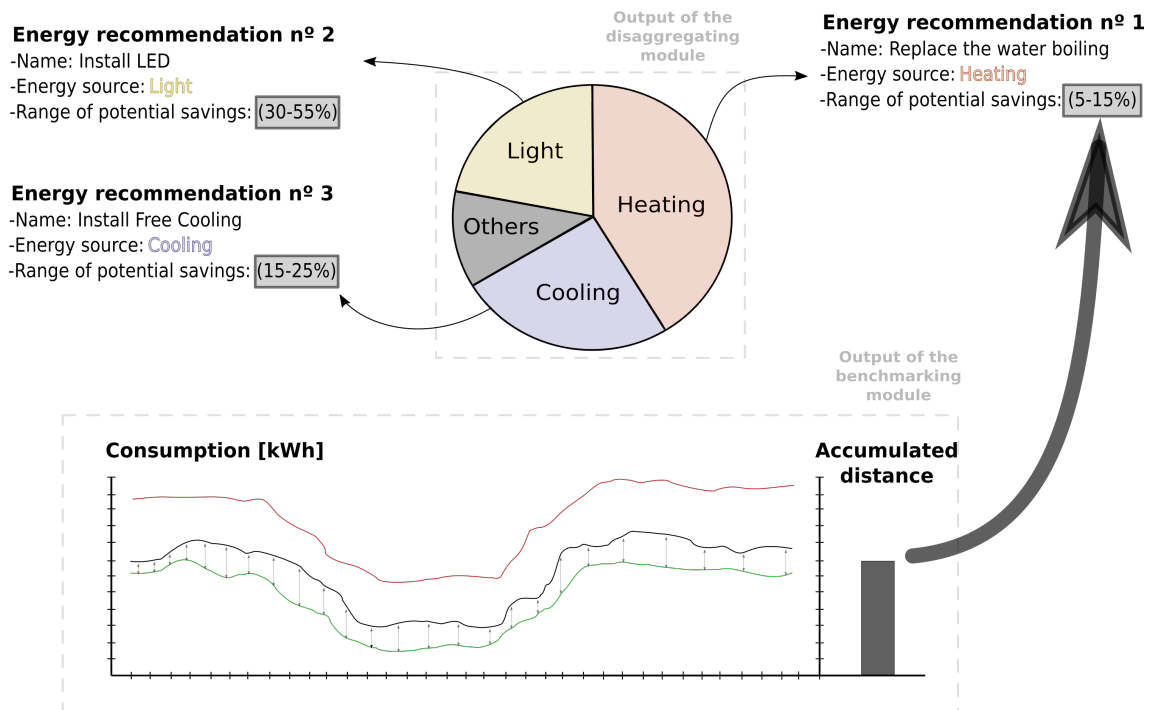 Energy recommendation nº 2
-Name: Install LED
-Energy source: Light
-Range of potential savings: (30-55%)
Output of the
disaggregating
module
Energy recommendation nº 1
-Name: Replace the water boiling
-Energy source: Heating
-Range of potential savings: (5-15%)
Light
Heating
Others
Cooling
Energy recommendation nº 3
-Name: Install Free Cooling
-Energy source: Cooling
-Range of potential savings: (15-25%)
Output of the
benchmarking
module
Consumption [kWh]
Accumulated
distance